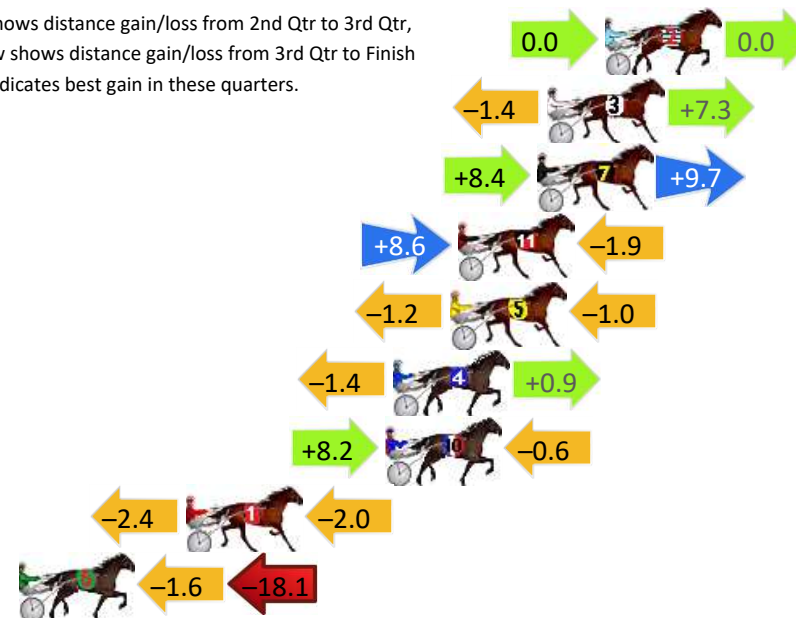 hows distance gain/loss from 2nd Qtr to 3rd Qtr,
v shows distance gain/loss from 3rd Qtr to Finish
dicates best gain in these quarters.
0.0 2 0.0
–1.4 3 +7.3
+8.4 7 +9.7
+8.6 11 –1.9
–1.2 5 –1.0
–1.4 4 +0.9
+8.2 10 –0.6
–2.4 1 –2.0
6 –1.6 –18.1